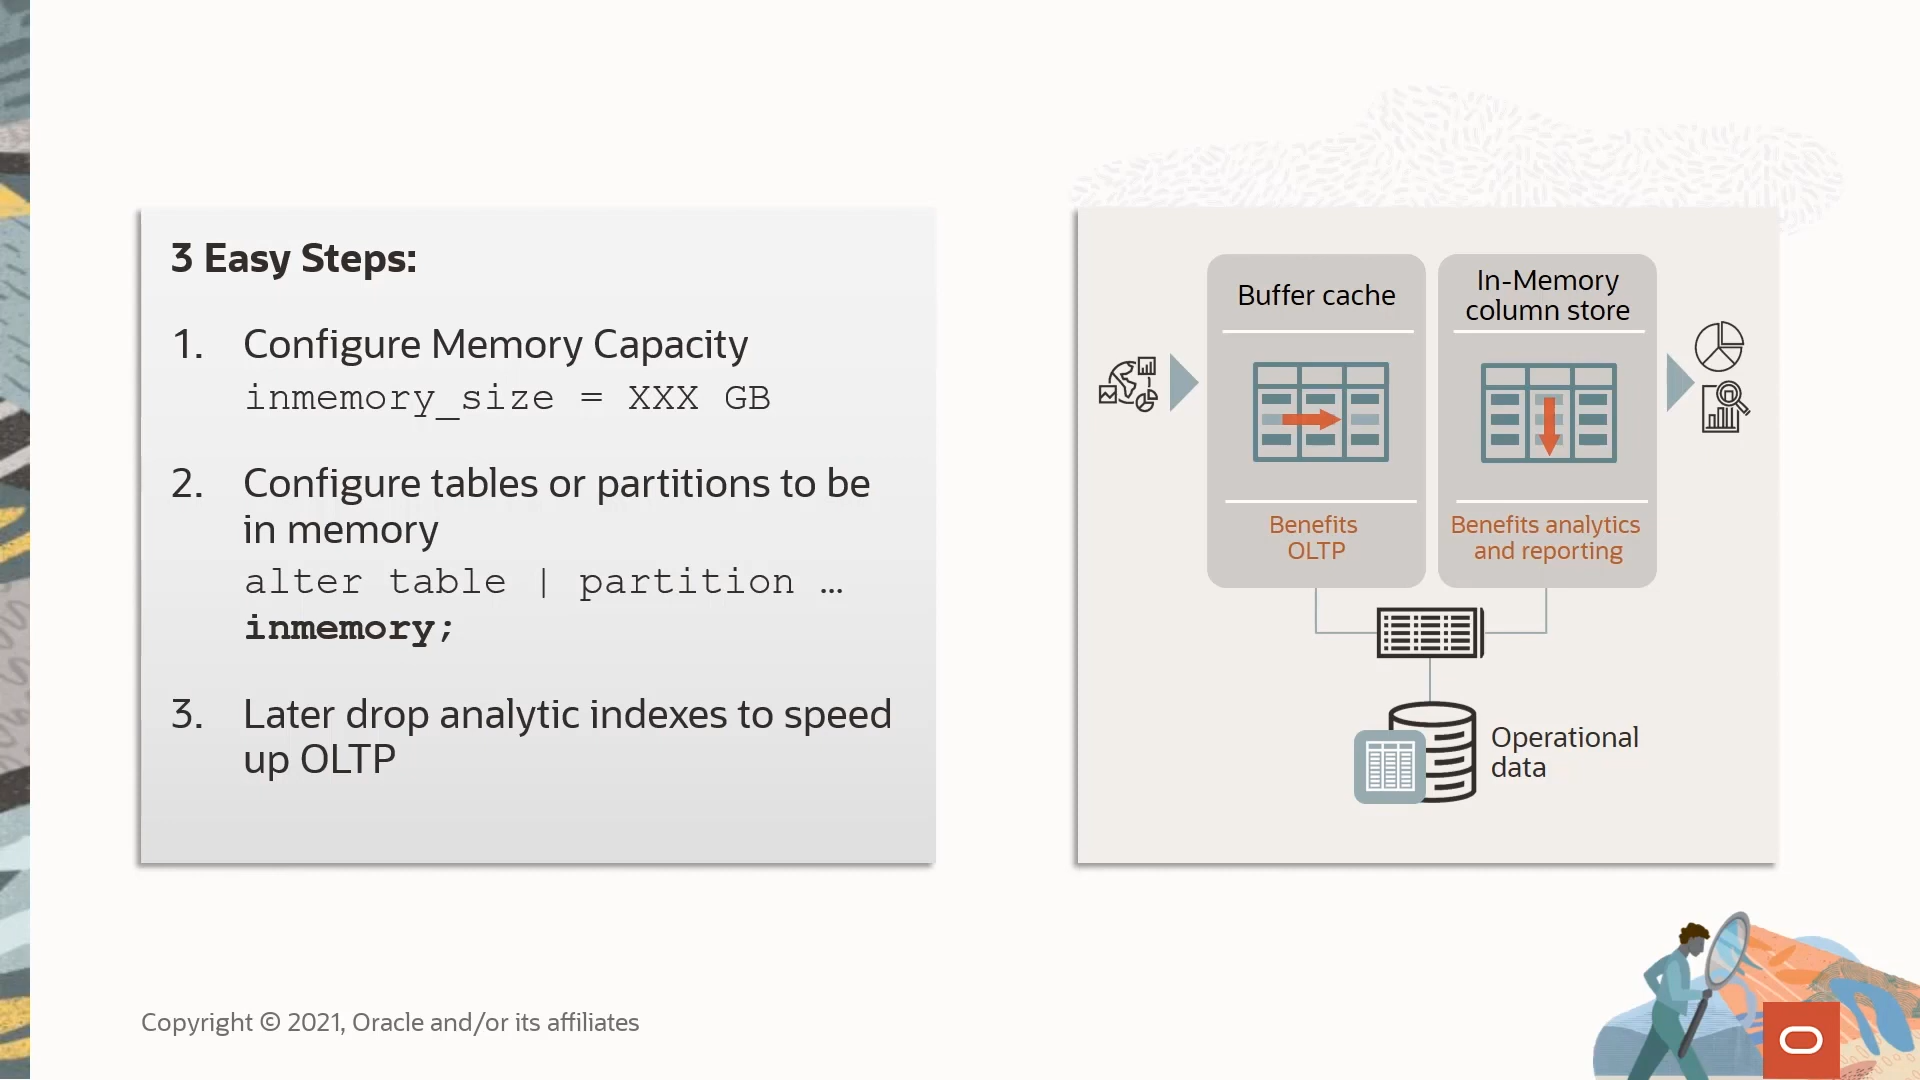 3 Easy Steps:
1. Configure Memory Capacity
inmemory_size = XXX GB
2. Configure tables or partitions to be
in memory
alter table | partition …
inmemory;
3. Later drop analytic indexes to speed
up OLTP
Buffer cache
Benefits
OLTP
In-Memory
column store
Benefits analytics
and reporting
Operational
data
Copyright © 2021, Oracle and/or its affiliates